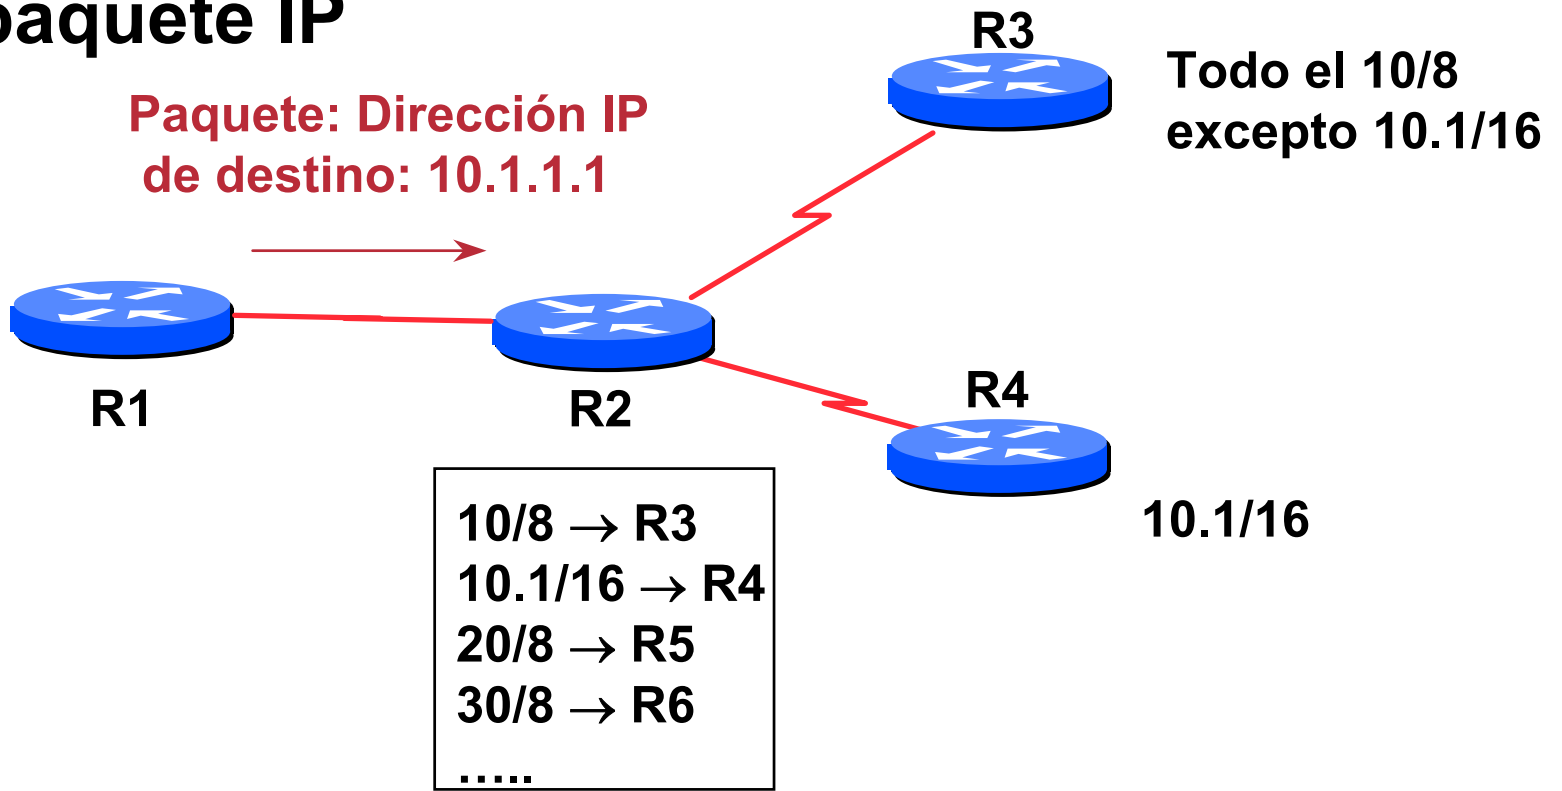 paquete IP
R3
Todo el 10/8
excepto 10.1/16
Paquete: Dirección IP
de destino: 10.1.1.1
R1
R2
R4
10.1/16
10/8 → R3
10.1/16 → R4
20/8 → R5
30/8 → R6
…..